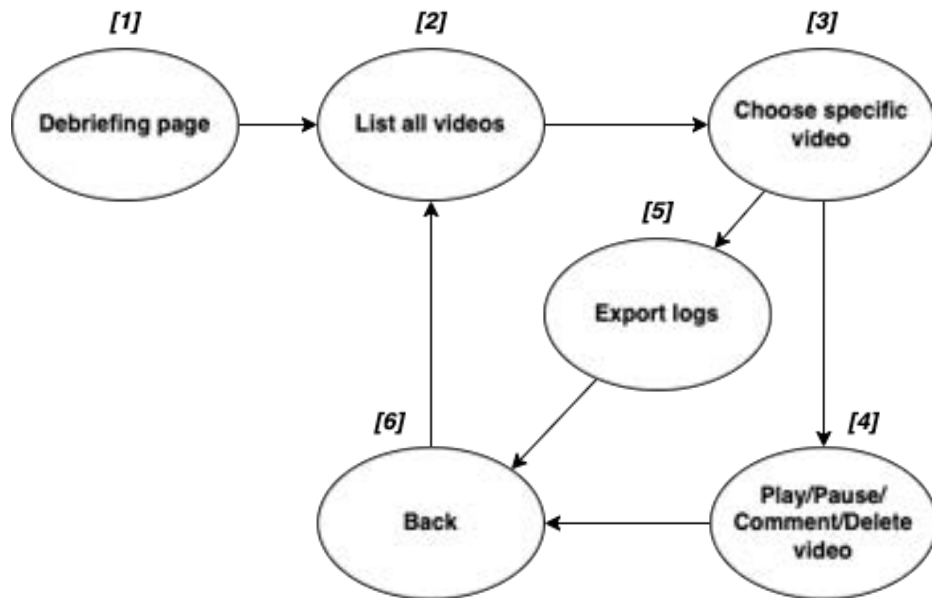 [1]
Debriefing page
[2]
List all videos
[3]
Choose specific
video
[5]
Export logs
[6]
Back
[4]
Play/Pause/
Comment/Delete
video